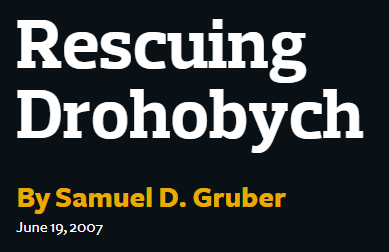 Rescuing
Drohobych
By Samuel D. Gruber
June 19, 2007